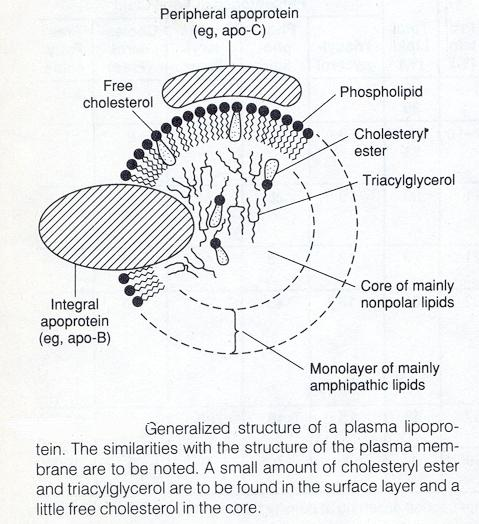 Peripheral apoprotein
(eg, apo-C)
Free
cholesterol
Phospholipid
Cholesteryl
ester
Triacylglycerol
Core of mainly
nonpolar lipids
Integral
apoprotein
(eg, apo-B)
Monolayer of mainly
amphipathic lipids
Generalized structure of a plasma lipopro-
tein. The similarities with the structure of the plasma mem-
brane are to be noted. A small amount of cholesteryl ester
and triacylglycerol are to be found in the surface layer and a
little free cholesterol in the core.